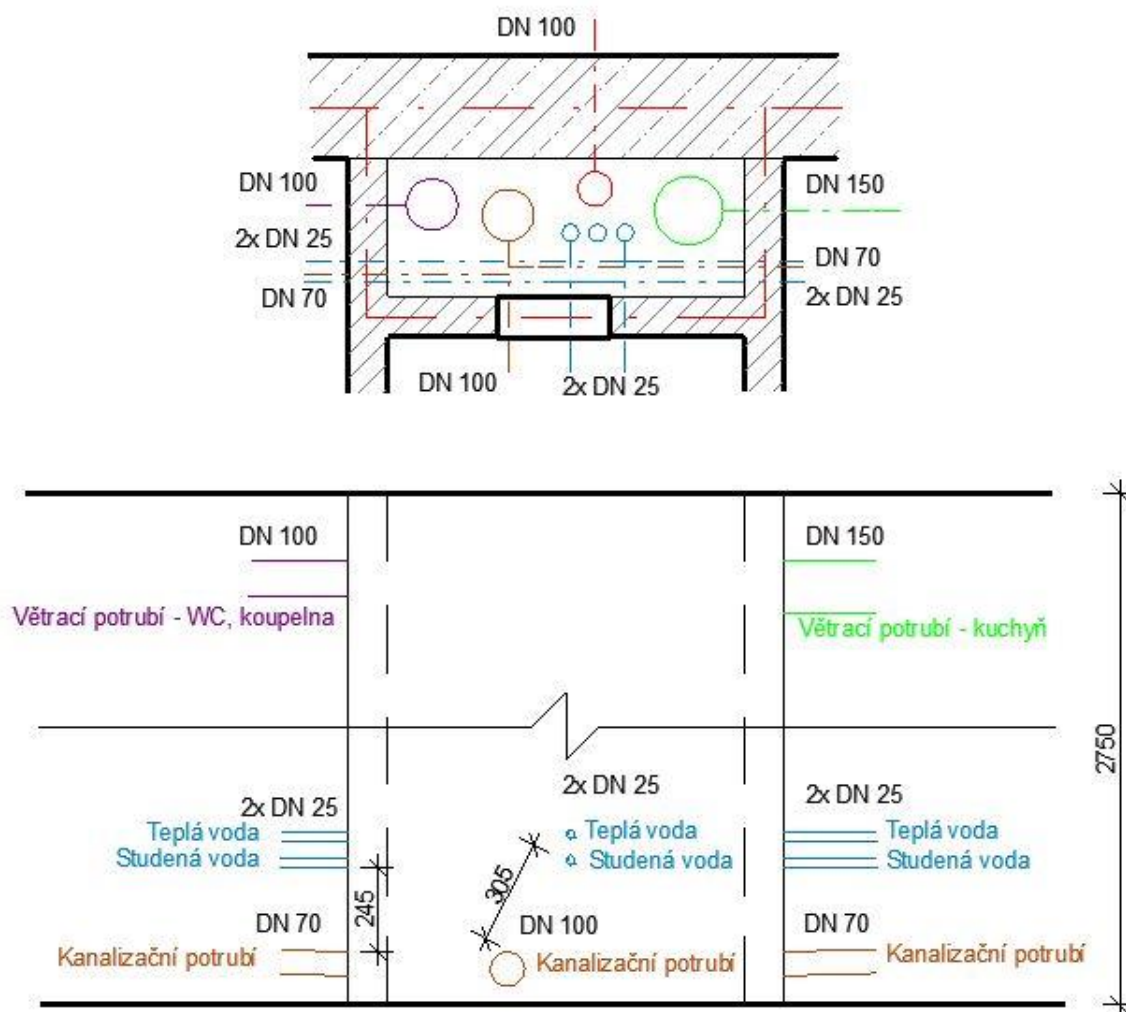 DN 100
DN 100
DN 150
2x DN 25
DN 70
DN 70
2x DN 25
DN 100
2x DN 25
DN 100
DN 150
Větrací potrubí - WC, koupelna
Větrací potrubí - kuchyň
2750
2x DN 25
2x DN 25
2x DN 25
Teplá voda
Teplá voda
Teplá voda
Studená voda
Studená voda
Studená voda
305
245
DN 70
DN 100
DN 70
Kanalizační potrubí
Kanalizační potrubí
Kanalizační potrubí